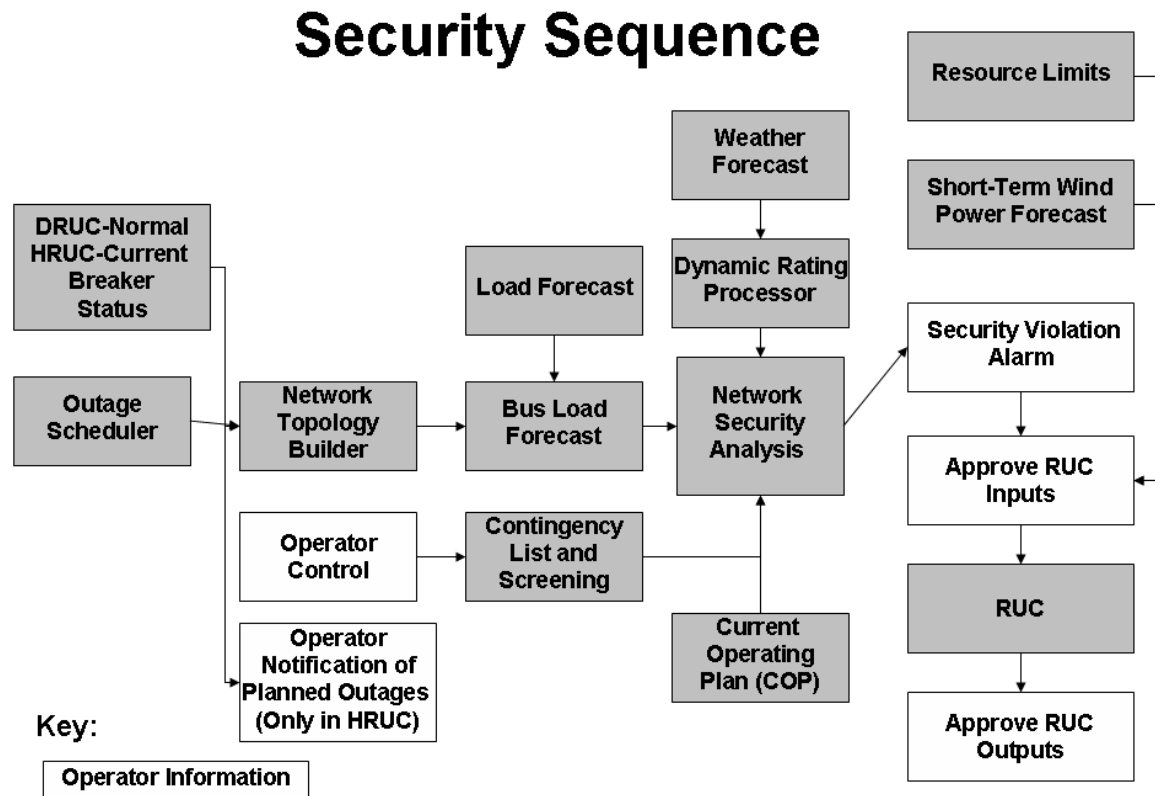 Security Sequence
Resource Limits
Weather
Forecast
Short-Term Wind
Power Forecast
DRUC-Normal
HRUC-Current
Breaker
Status
Load Forecast
Dynamic Rating
Processor
Security Violation
Alarm
Outage
Scheduler
Network
Topology
Builder
Bus Load
Forecast
Network
Security
Analysis
Approve RUC
Inputs
Operator
Control
Contingency
List and
Screening
RUC
Operator
Notification of
Planned Outages
(Only in HRUC)
Current
Operating
Plan (COP)
Approve RUC
Outputs
Key:
Operator Information